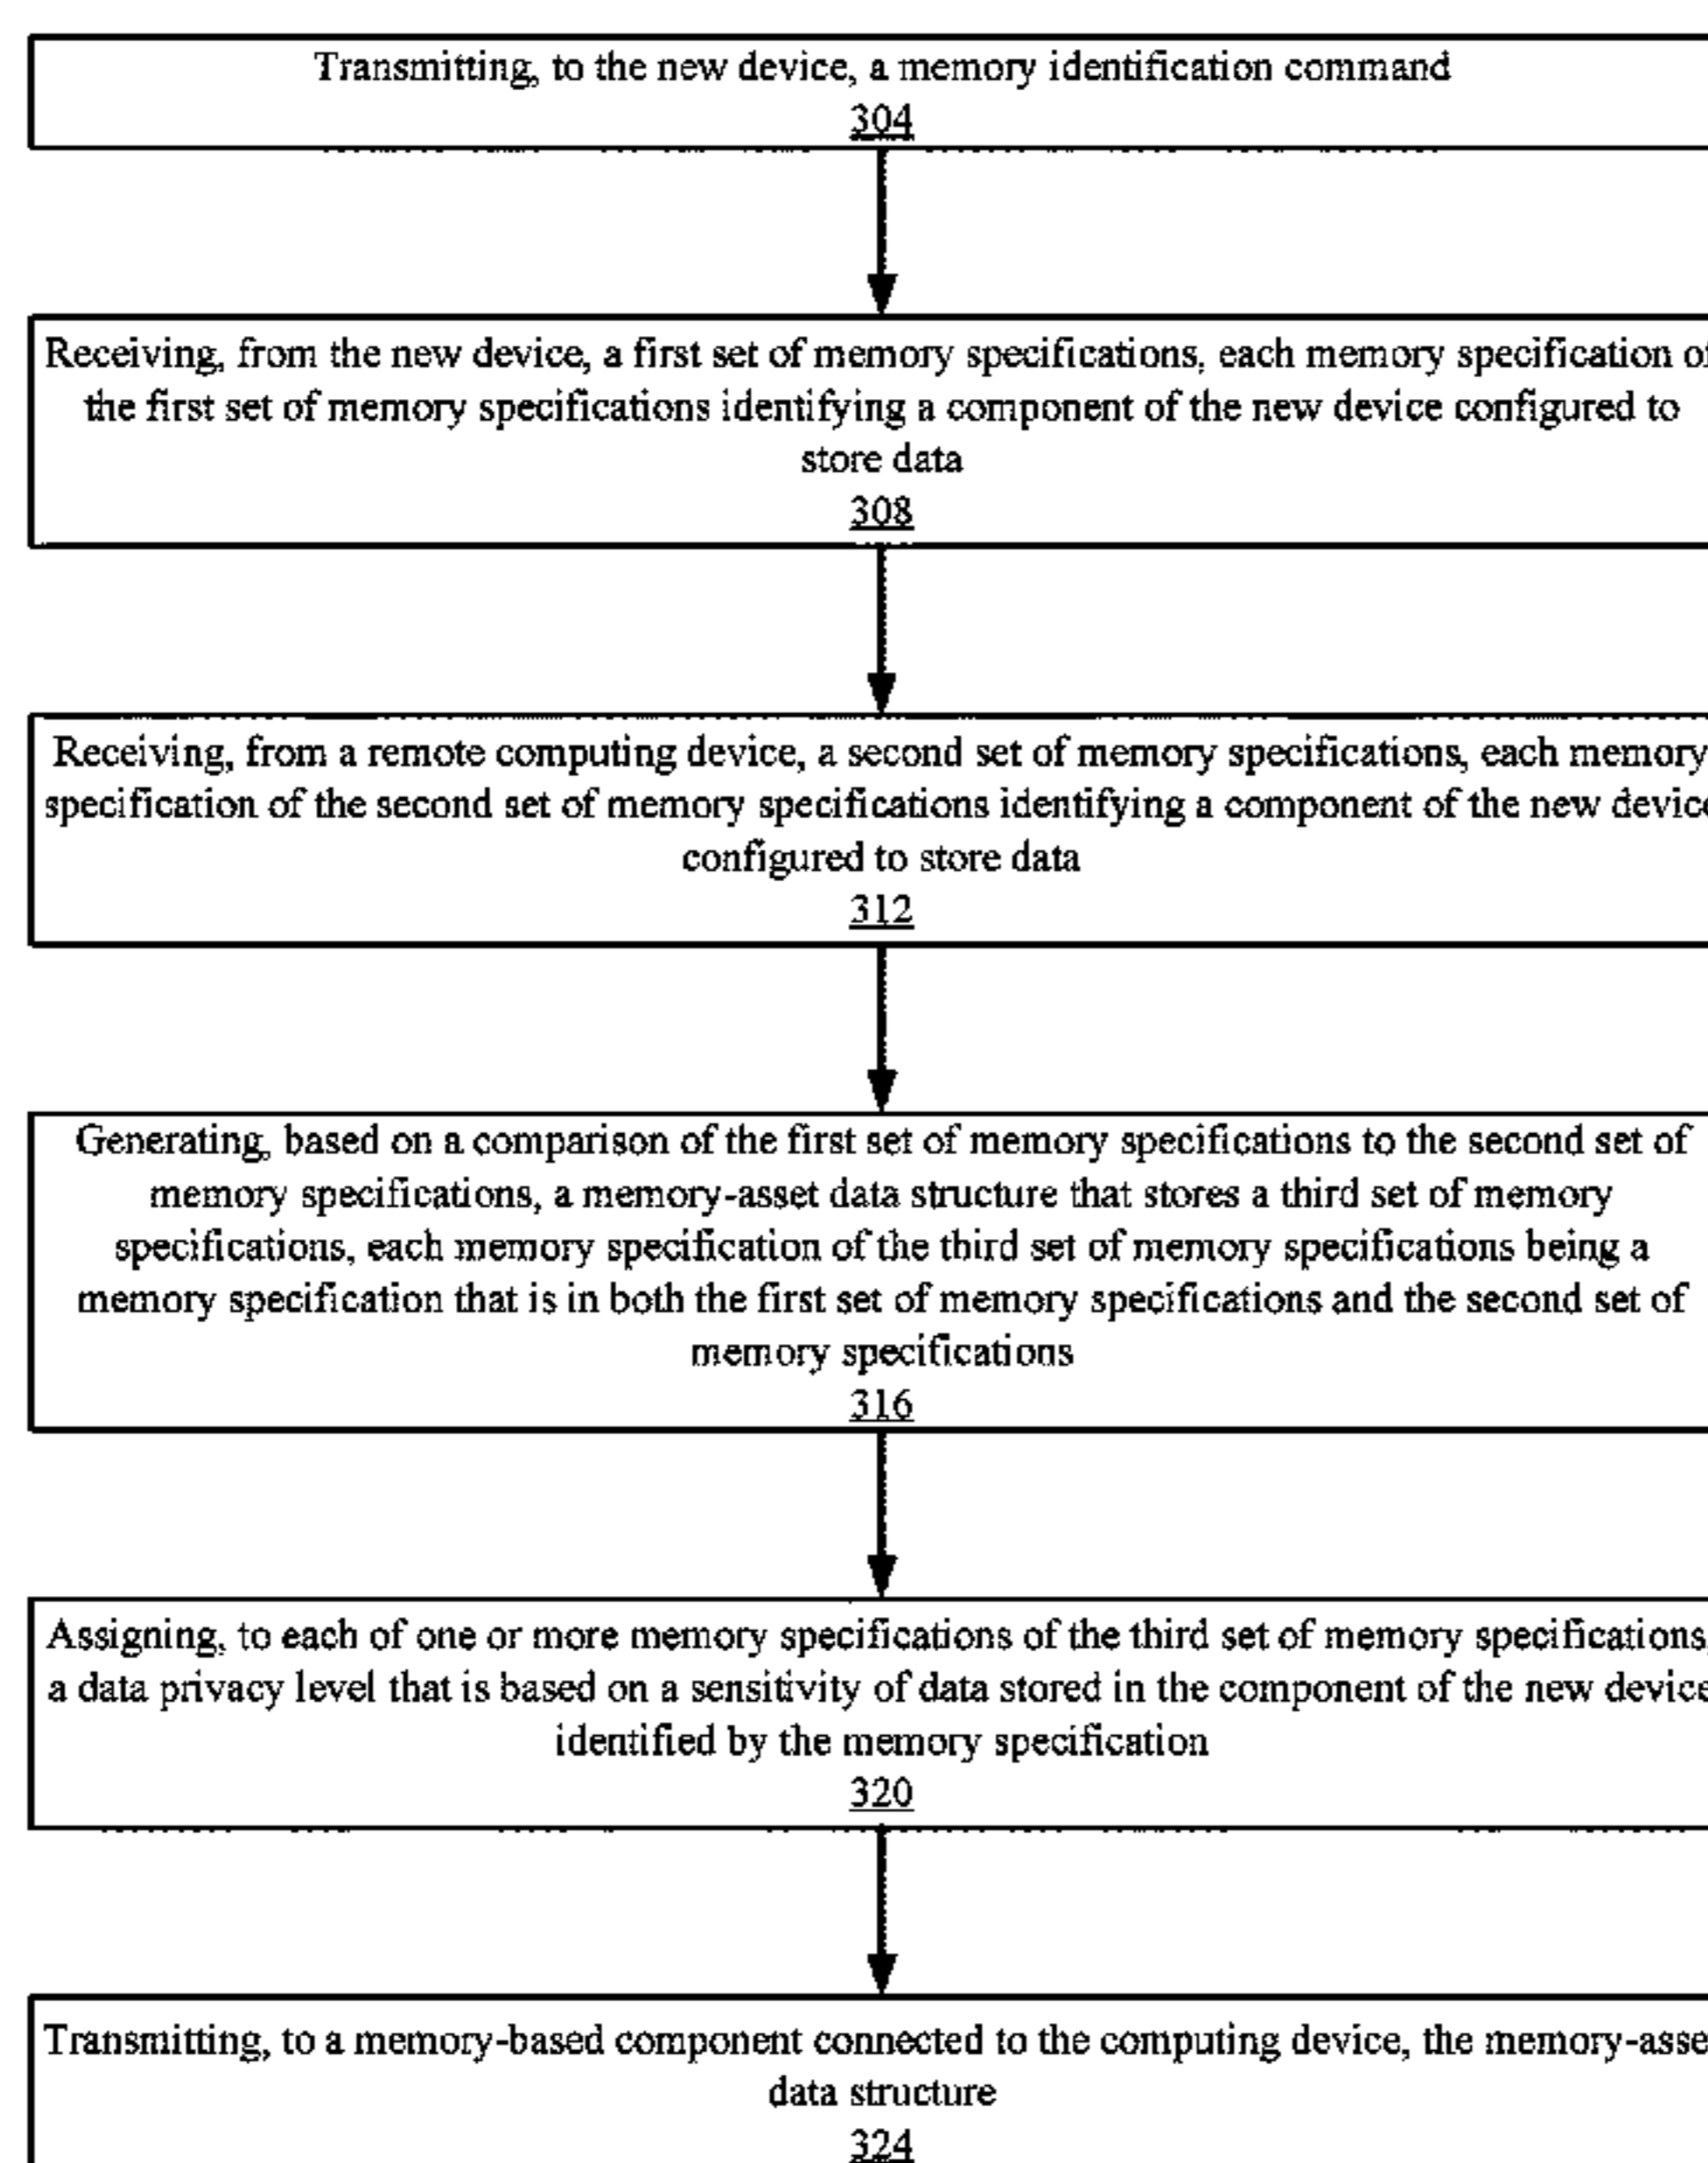 Transmitting, to the new device, a memory identification command
304
Receiving, from the new device, a first set of memory specifications, each memory specification of
the first set of memory specifications identifying a component of the new device configured to
store data
308
Receiving, from a remote computing device, a second set of memory specifications, each memory
specification of the second set of memory specifications identifying a component of the new device
configured to store data
312
Generating, based on a comparison of the first set of memory specifications to the second set of
memory specifications, a memory-asset data structure that stores a third set of memory
specifications, each memory specification of the third set of memory specifications being a
memory specification that is in both the first set of memory specifications and the second set of
memory specifications
316
Assigning, to each of one or more memory specifications of the third set of memory specifications,
a data privacy level that is based on a sensitivity of data stored in the component of the new device
identified by the memory specification
320
Transmitting, to a memory-based component connected to the computing device, the memory-asse
data structure
324